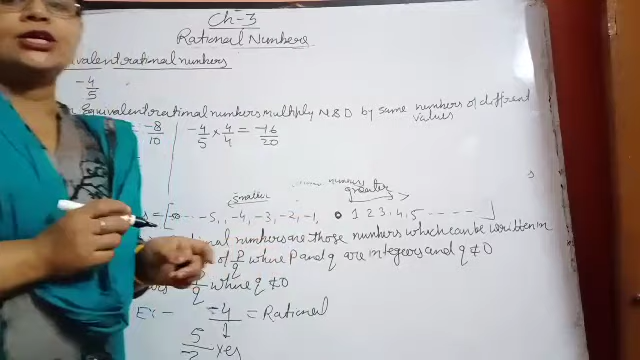 Ch-3
Rational Numbers
rational numbers
-4/5
Equivalent rational numbers multiply N & D by same numbers of different values
-8/10 -4/5 × 4/4 = -16/20
smaller greater
= [∞ ... -5, -4, -3, -2, -1, 0 1 2 3, 4, 5 ----- ]
numbers are those numbers which can be written in
of P/q where P and q are integers and q ≠ 0
q where q ≠ 0
EX - -4 = Rational
5 yes